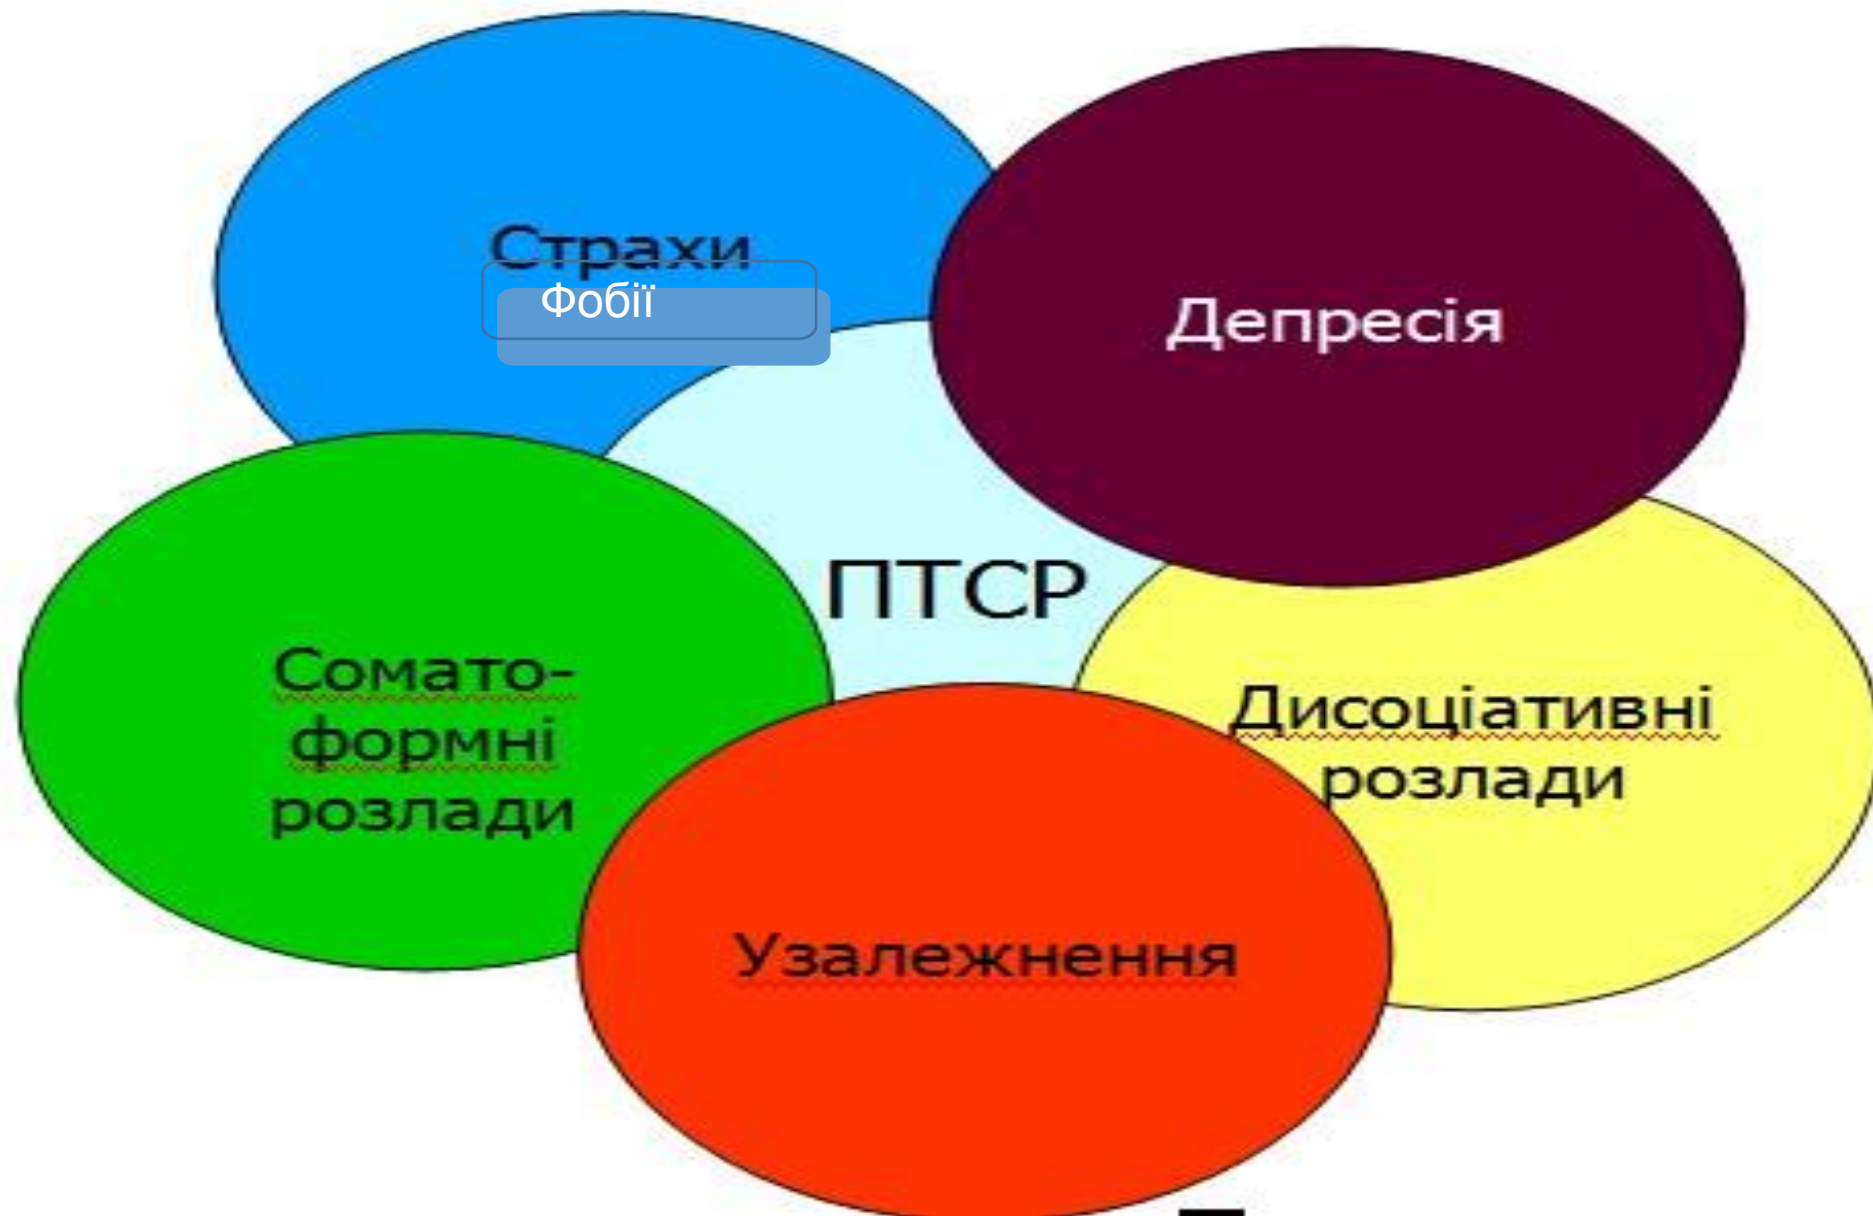 Страхи
Фобії
Депресія
ПТСР
Сомато-
формні
розлади
Дисоціативні
розлади
Узалежнення